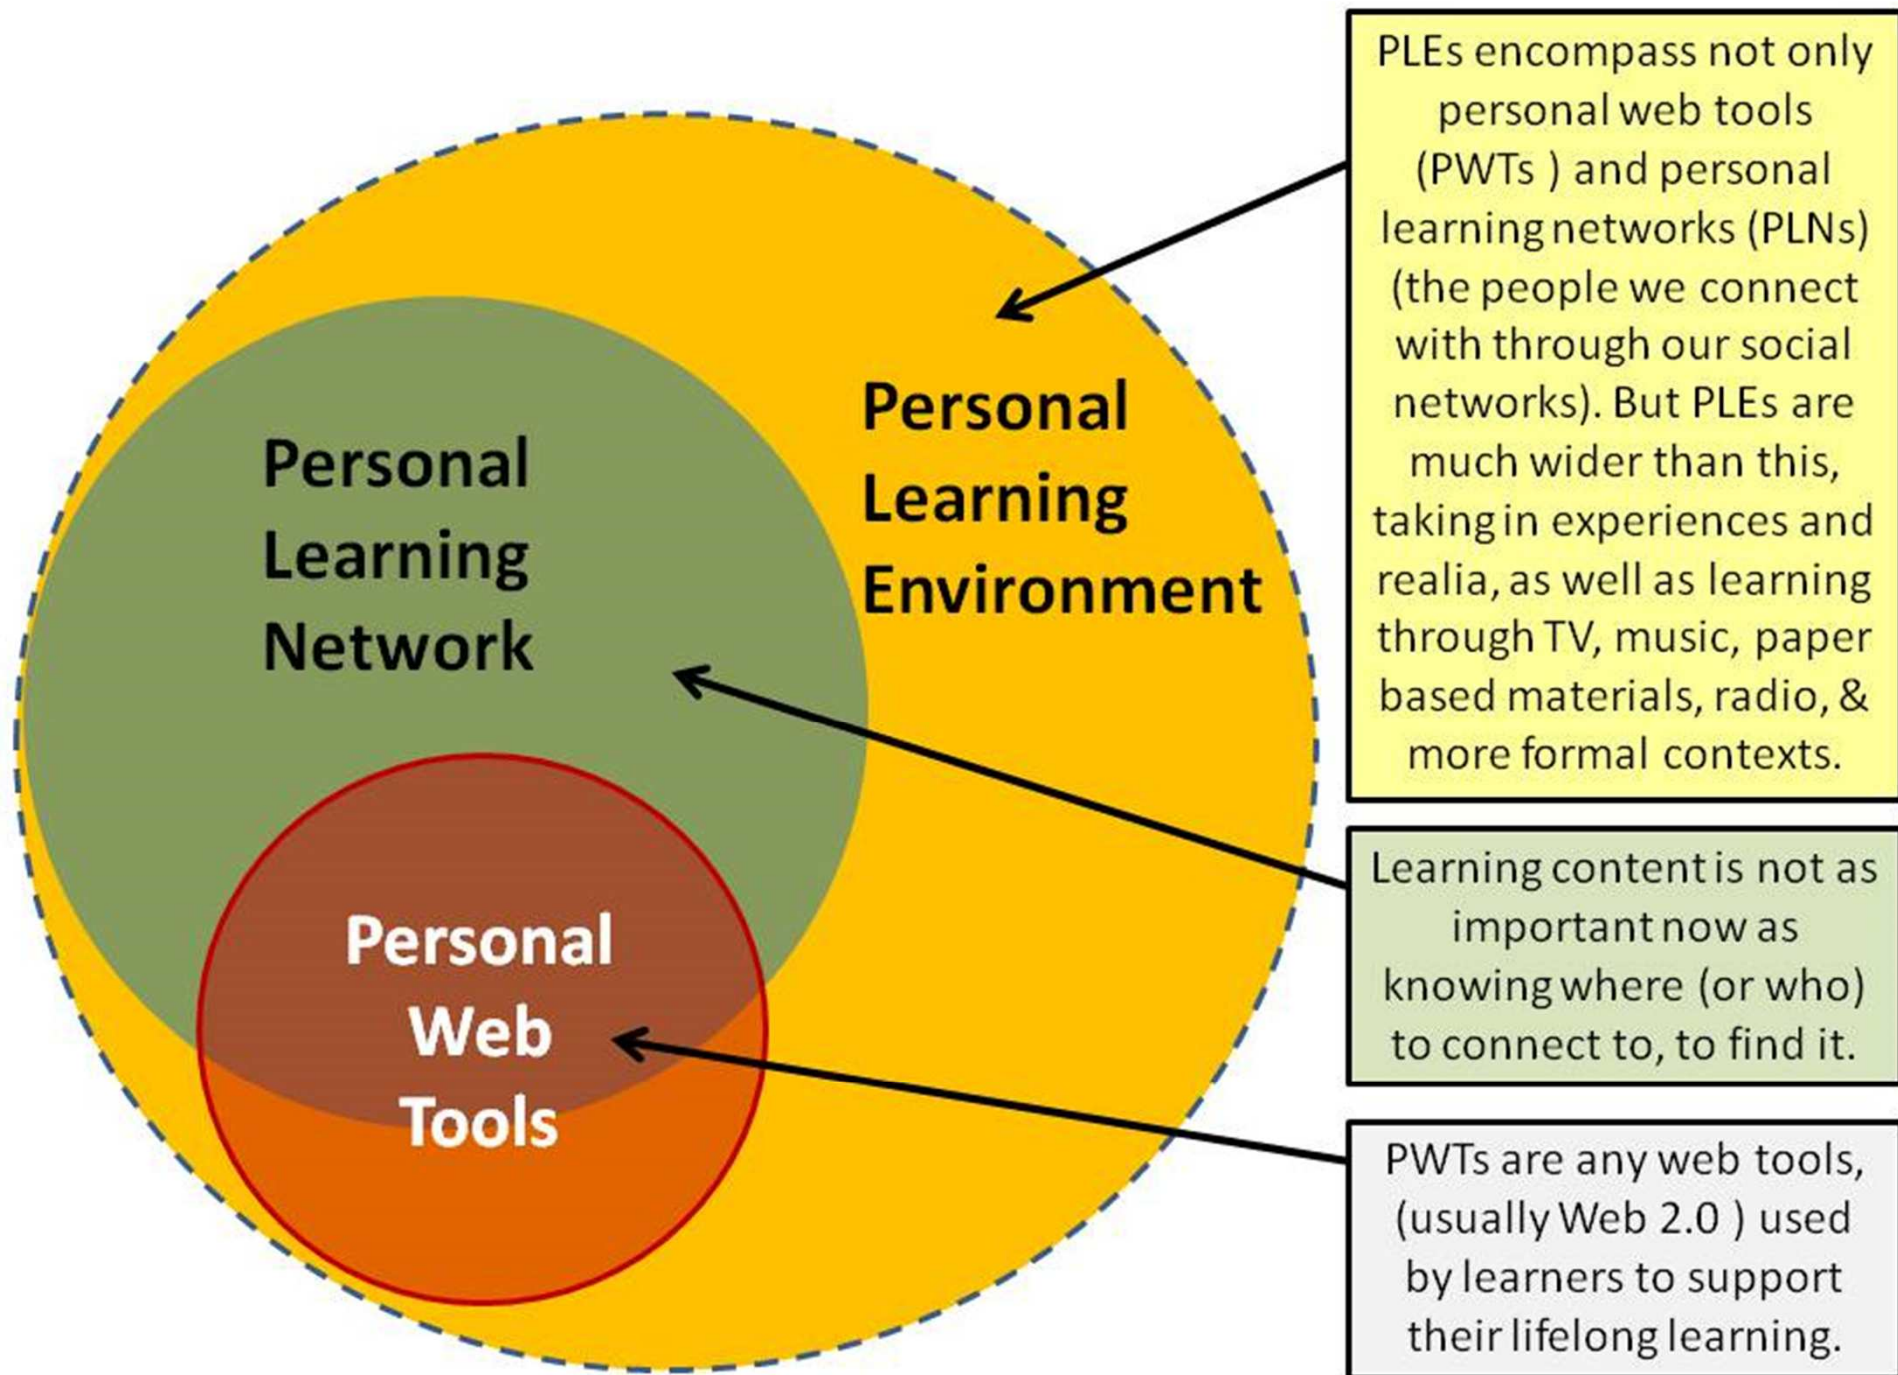 Personal
Learning
Network
Personal
Learning
Environment
Personal
Web
Tools
PLEs encompass not only
personal web tools
(PWTs ) and personal
learning networks (PLNs)
(the people we connect
with through our social
networks). But PLEs are
much wider than this,
taking in experiences and
realia, as well as learning
through TV, music, paper
based materials, radio, &
more formal contexts.
Learning content is not as
important now as
knowing where (or who)
to connect to, to find it.
PWTs are any web tools,
(usually Web 2.0 ) used
by learners to support
their lifelong learning.